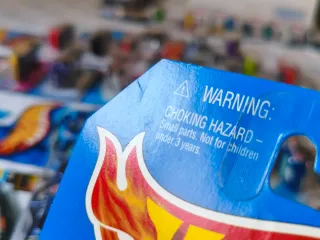 ⚠ WARNING:
CHOKING HAZARD –
Small parts. Not for children
under 3 years.